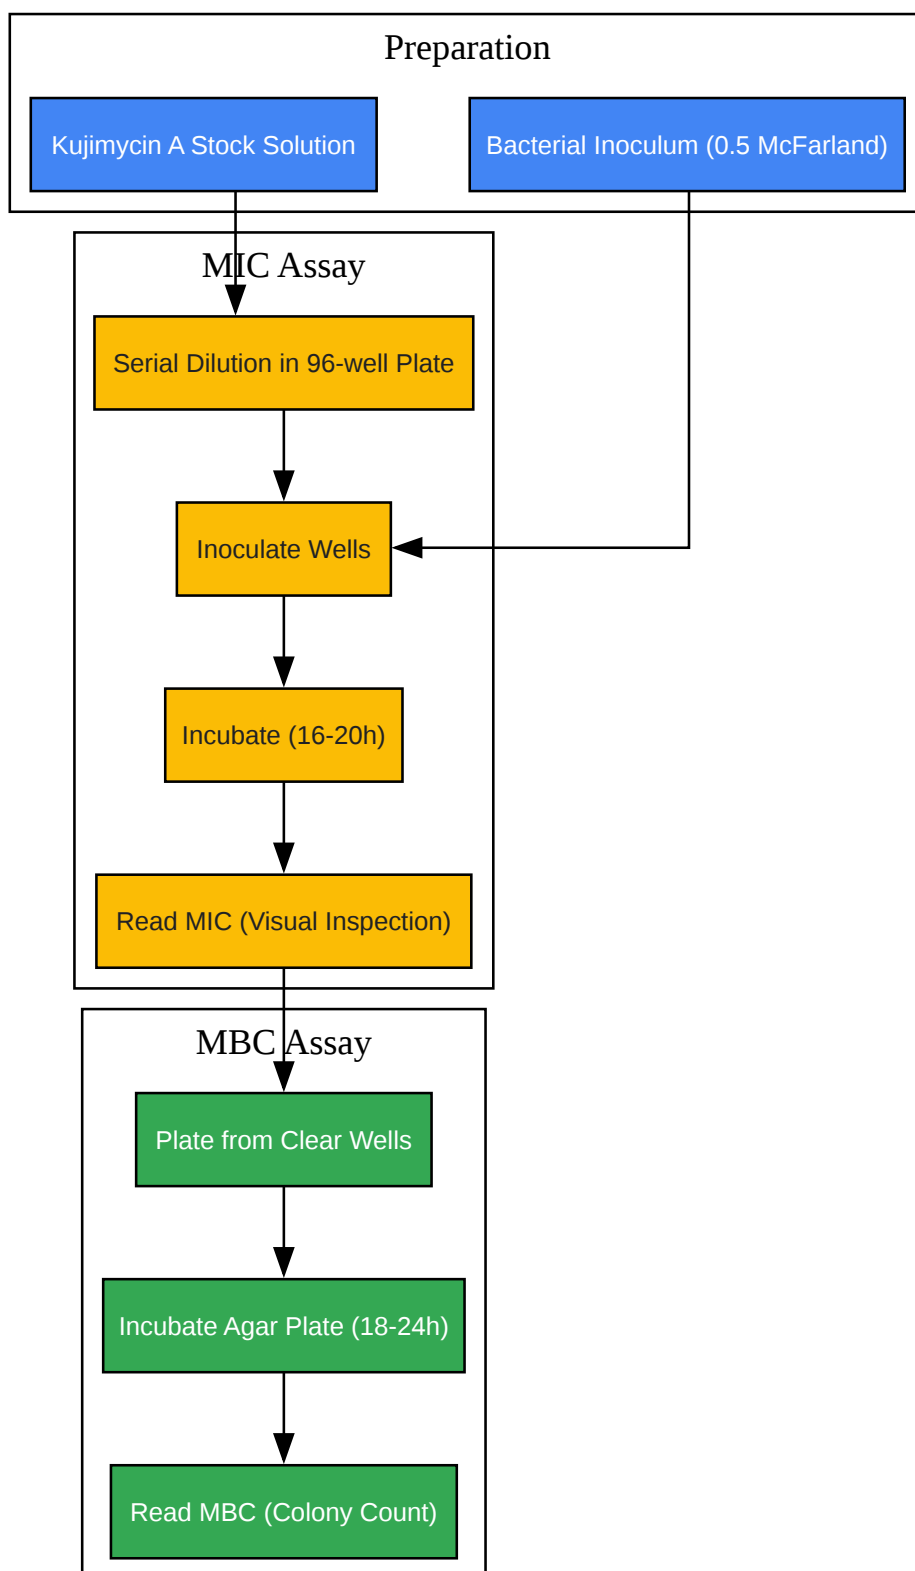 Preparation
Kujimycin A Stock Solution
Bacterial Inoculum (0.5 McFarland)
MIC Assay
Serial Dilution in 96-well Plate
Inoculate Wells
Incubate (16-20h)
Read MIC (Visual Inspection)
MBC Assay
Plate from Clear Wells
Incubate Agar Plate (18-24h)
Read MBC (Colony Count)